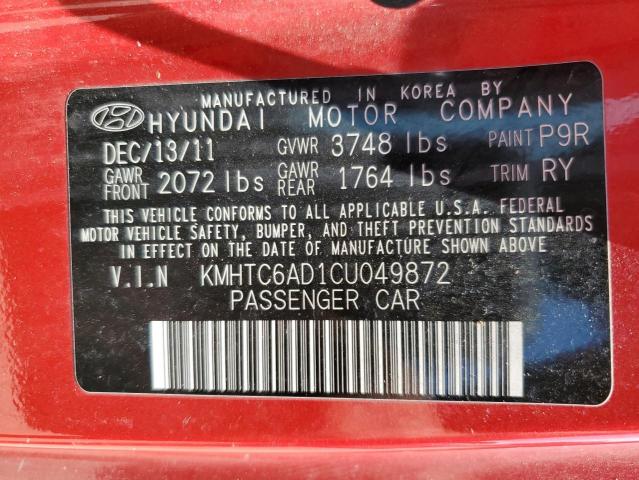 MANUFACTURED IN KOREA BY
HYUNDAI MOTOR COMPANY
DEC/13/11 GVWR 3748 lbs PAINT P9R
GAWR FRONT 2072 lbs GAWR REAR 1764 lbs TRIM RY
THIS VEHICLE CONFORMS TO ALL APPLICABLE U.S.A. FEDERAL
MOTOR VEHICLE SAFETY, BUMPER, AND THEFT PREVENTION STANDARDS
IN EFFECT ON THE DATE OF MANUFACTURE SHOWN ABOVE.
V.I.N KMHTC6AD1CU049872
PASSENGER CAR